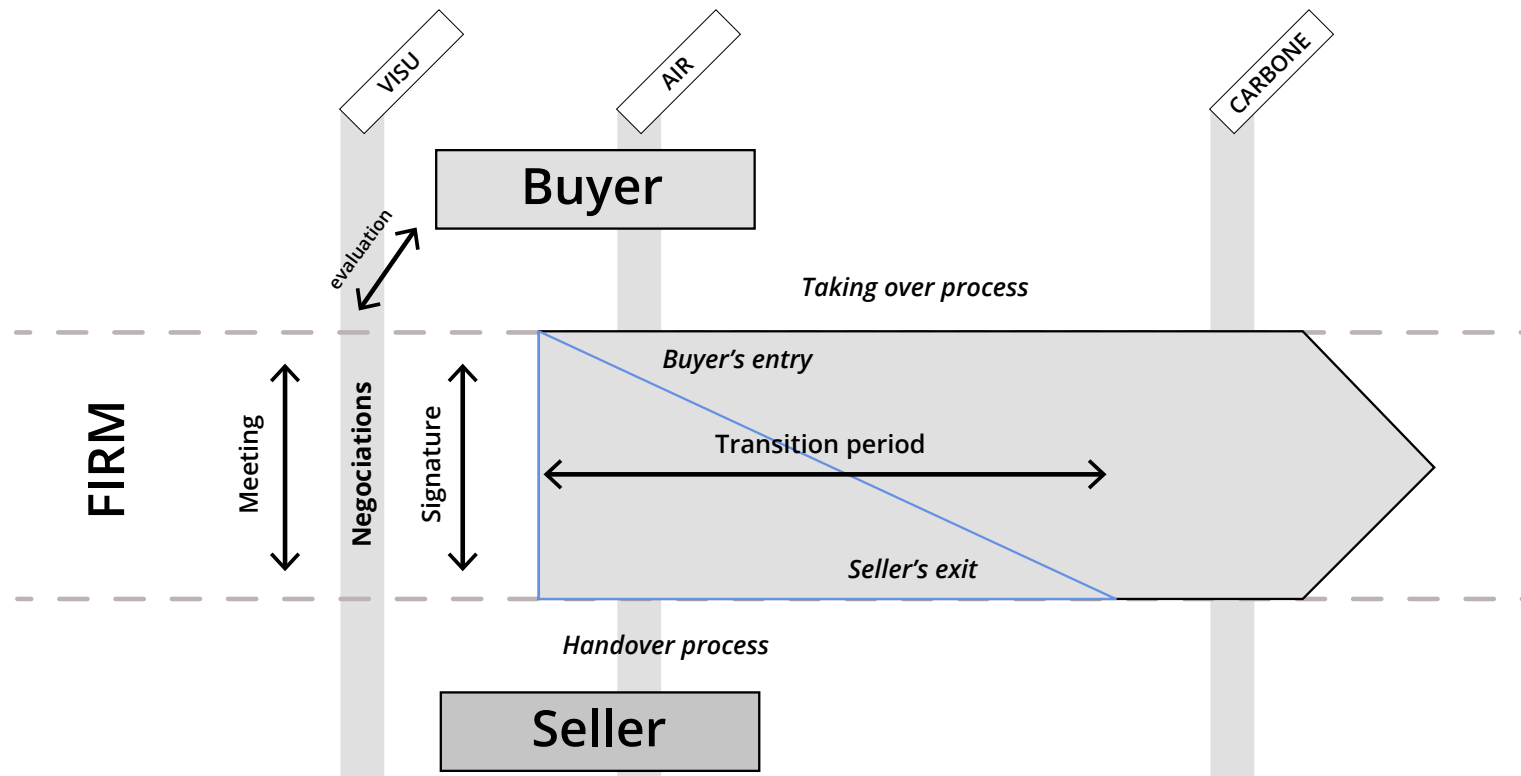 VISU
AIR
CARBONE
Buyer
evaluation
Taking over process
FIRM
Meeting
Negociations
Signature
Buyer’s entry
Transition period
Seller’s exit
Handover process
Seller